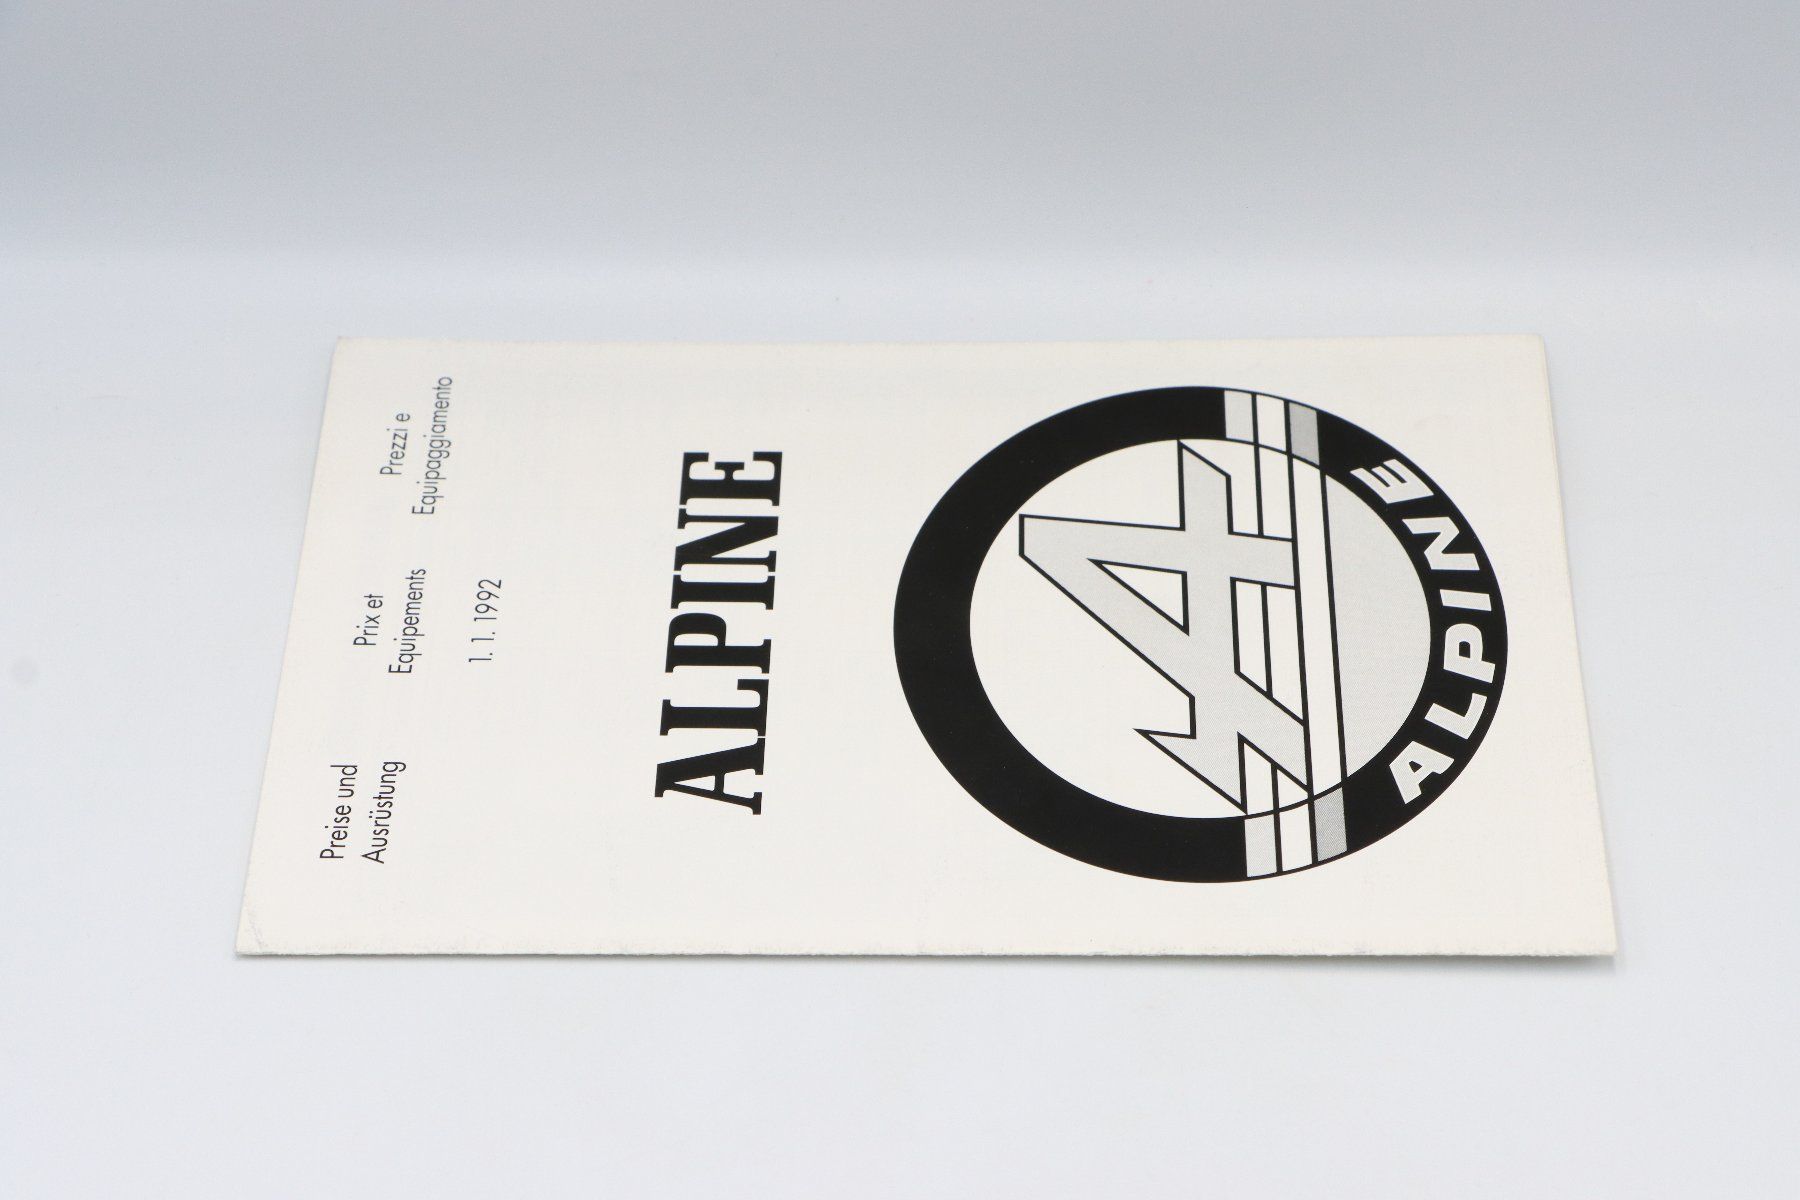 Preise und
Ausrüstung
Prix et
Equipements
Prezzi e
Equipaggiamento
1. 1. 1992
ALPINE
ALPINE